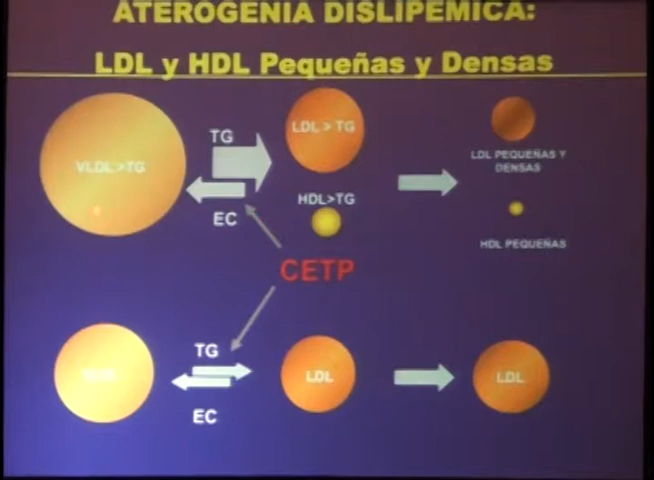 ATEROGENIA DISLIPEMICA:
LDL y HDL Pequeñas y Densas
TG
VLDL>TG
EC
LDL > TG
HDL>TG
LDL PEQUEÑAS Y
DENSAS
HDL PEQUEÑAS
CETP
TG
EC
LDL
LDL